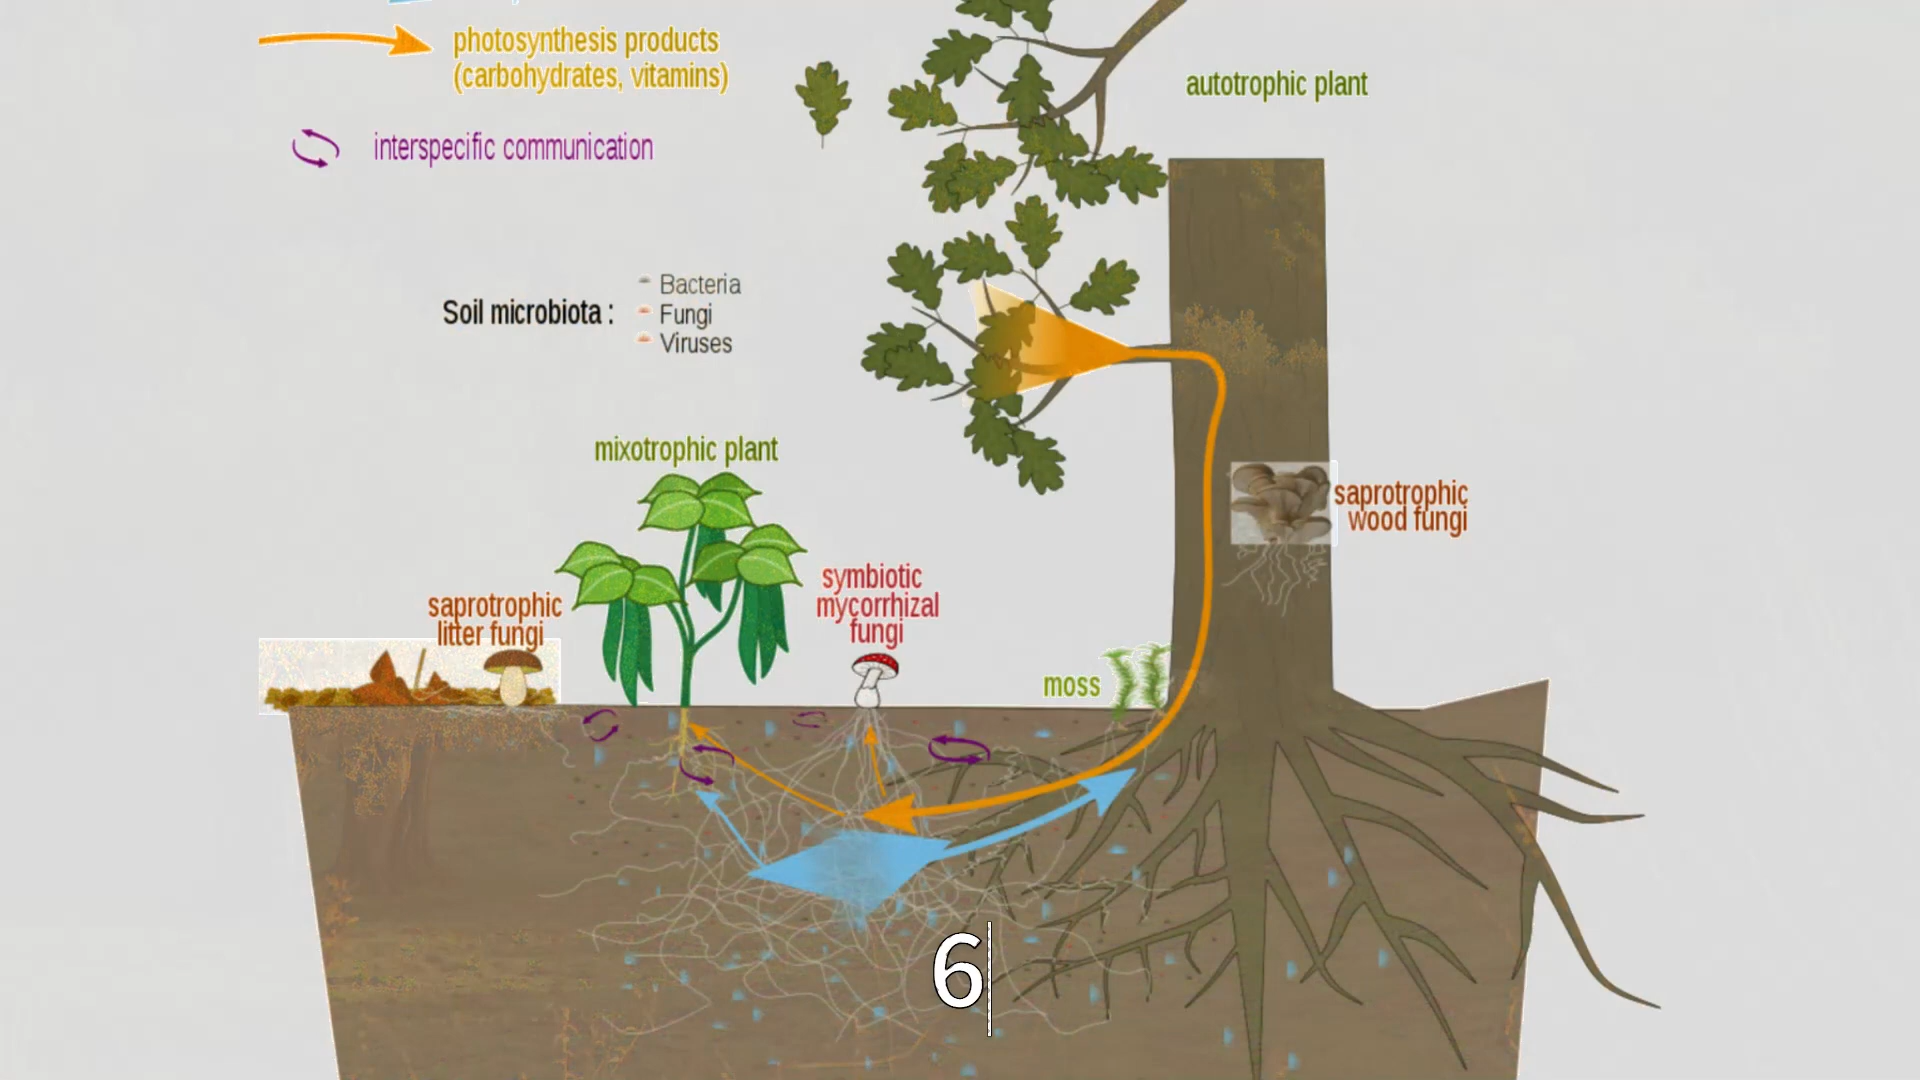 photosynthesis products
(carbohydrates, vitamins)
autotrophic plant
interspecific communication
Bacteria
Soil microbiota :
Fungi
Viruses
mixotrophic plant
saprotrophic
wood fungi
symbiotic
mycorrhizal
fungi
saprotrophic
litter fungi
moss
6